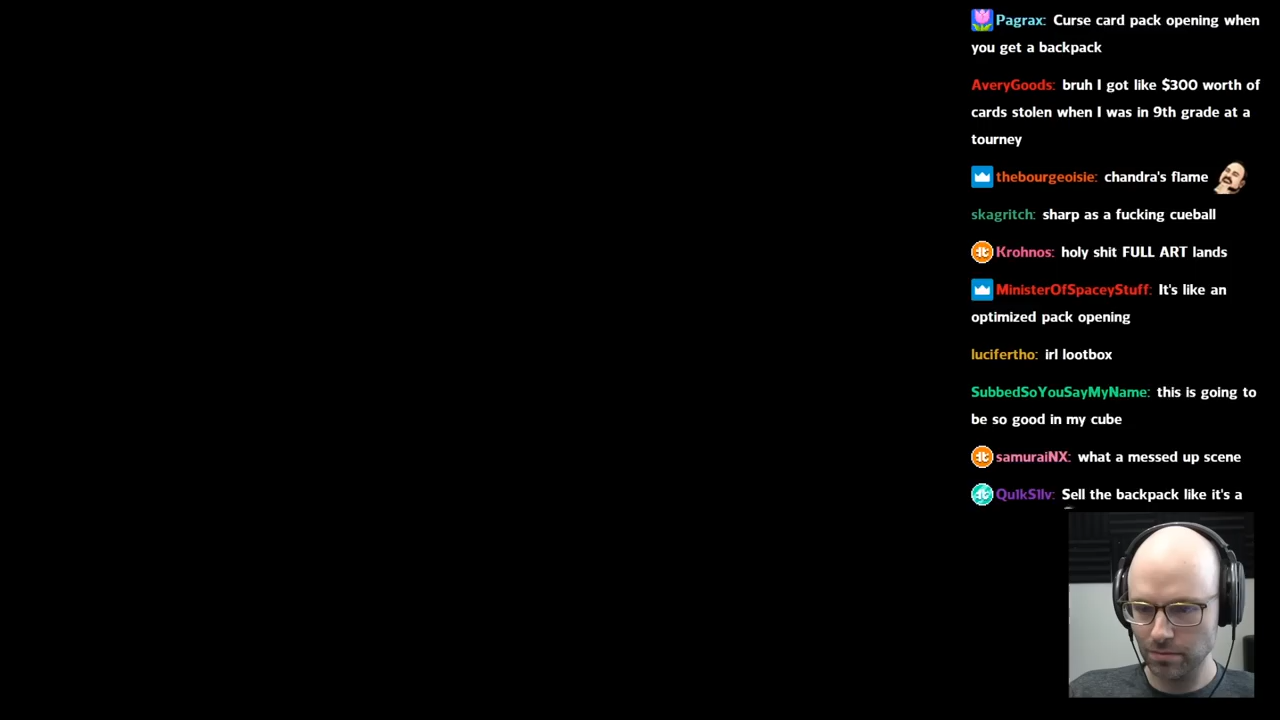 Pagrax: Curse card pack opening when
you get a backpack
AveryGoods: bruh I got like $300 worth of
cards stolen when I was in 9th grade at a
tourney
thebourgeoisie: chandra's flame
skagritch: sharp as a fucking cueball
Krohnos: holy shit FULL ART lands
MinisterOfSpaceyStuff: It's like an
optimized pack opening
lucifertho: irl lootbox
SubbedSoYouSayMyName: this is going to
be so good in my cube
samuraiNX: what a messed up scene
Qu1kS1lv: Sell the backpack like it's a